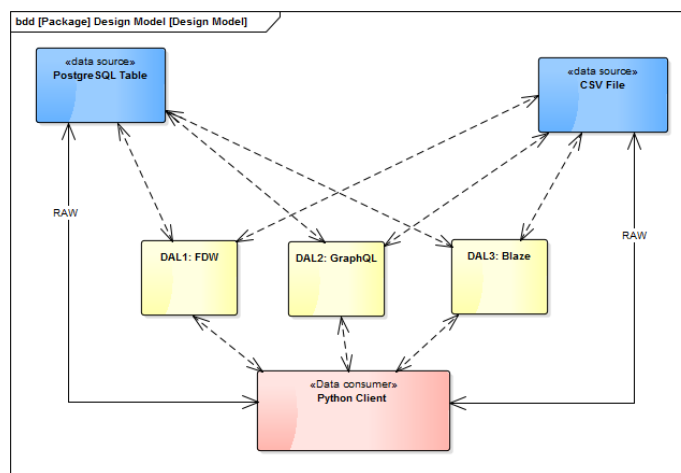 bdd [Package] Design Model [Design Model]
«data source»
PostgreSQL Table
«data source»
CSV File
RAW
RAW
DAL1: FDW
DAL2: GraphQL
DAL3: Blaze
«Data consumer»
Python Client